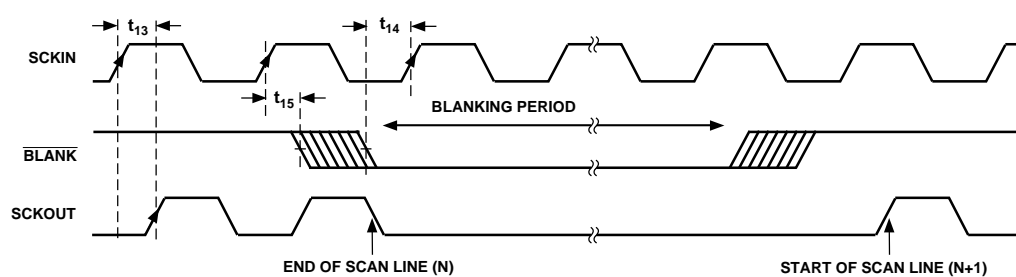 t13
t14
SCKIN
t15
BLANKING PERIOD
BLANK
SCKOUT
END OF SCAN LINE (N)
START OF SCAN LINE (N+1)